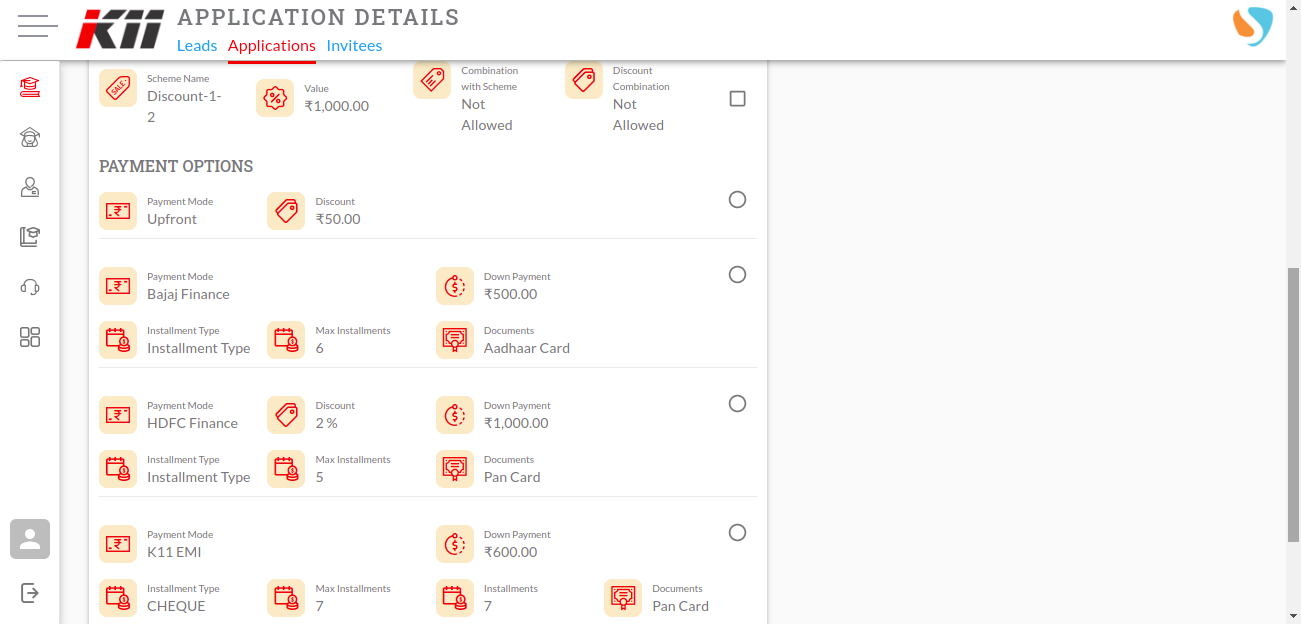 K11
APPLICATION DETAILS
Leads Applications Invitees
Scheme Name
Discount-1-
2
Value
₹1,000.00
Combination
with Scheme
Not
Allowed
Discount
Combination
Not
Allowed
PAYMENT OPTIONS
Payment Mode
Upfront
Discount
₹50.00
Payment Mode
Bajaj Finance
Down Payment
₹500.00
Installment Type
Installment Type
Max Installments
6
Documents
Aadhaar Card
Payment Mode
HDFC Finance
Discount
2 %
Down Payment
₹1,000.00
Installment Type
Installment Type
Max Installments
5
Documents
Pan Card
Payment Mode
K11 EMI
Down Payment
₹600.00
Installment Type
CHEQUE
Max Installments
7
Installments
7
Documents
Pan Card